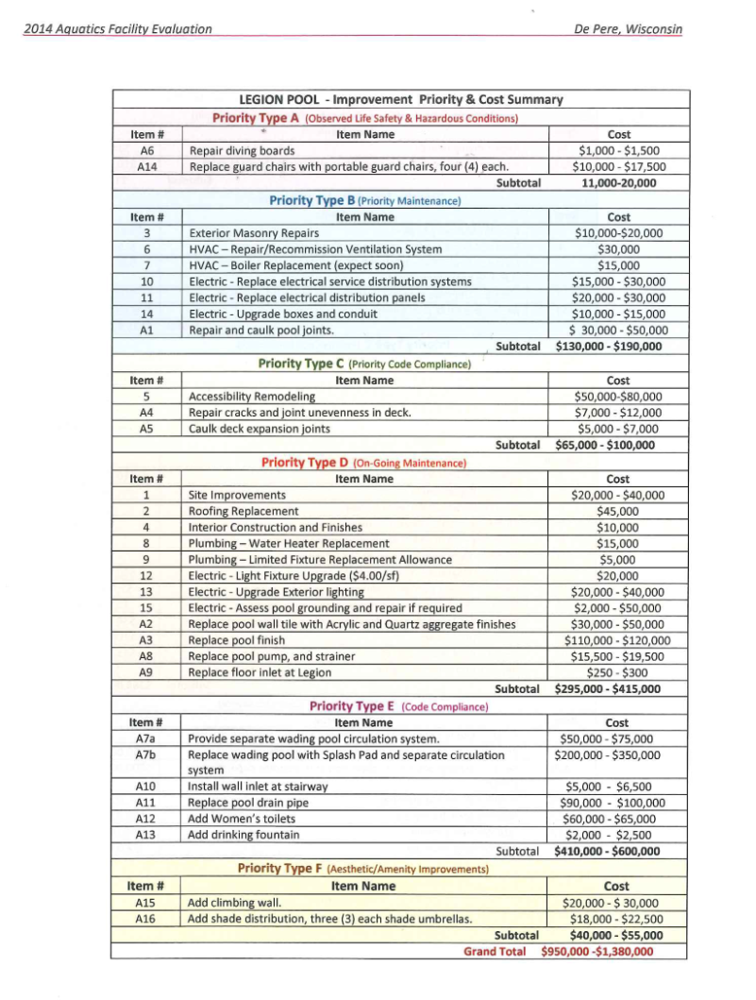 2014 Aquatics Facility Evaluation De Pere, Wisconsin
LEGION POOL - Improvement Priority & Cost Summary
Priority Type A (Observed Life Safety & Hazardous Conditions)
Item # Item Name Cost
A6 Repair diving boards $1,000 - $1,500
A14 Replace guard chairs with portable guard chairs, four (4) each. $10,000 - $17,500
Subtotal 11,000-20,000
Priority Type B (Priority Maintenance)
Item # Item Name Cost
3 Exterior Masonry Repairs $10,000-$20,000
6 HVAC – Repair/Recommission Ventilation System $30,000
7 HVAC – Boiler Replacement (expect soon) $15,000
10 Electric - Replace electrical service distribution systems $15,000 - $30,000
11 Electric - Replace electrical distribution panels $20,000 - $30,000
14 Electric - Upgrade boxes and conduit $10,000 - $15,000
A1 Repair and caulk pool joints. $ 30,000 - $50,000
Subtotal $130,000 - $190,000
Priority Type C (Priority Code Compliance)
Item # Item Name Cost
5 Accessibility Remodeling $50,000-$80,000
A4 Repair cracks and joint unevenness in deck. $7,000 - $12,000
A5 Caulk deck expansion joints $5,000 - $7,000
Subtotal $65,000 - $100,000
Priority Type D (On-Going Maintenance)
Item # Item Name Cost
1 Site Improvements $20,000 - $40,000
2 Roofing Replacement $45,000
4 Interior Construction and Finishes $10,000
8 Plumbing – Water Heater Replacement $15,000
9 Plumbing – Limited Fixture Replacement Allowance $5,000
12 Electric - Light Fixture Upgrade ($4.00/sf) $20,000
13 Electric - Upgrade Exterior lighting $20,000 - $40,000
15 Electric - Assess pool grounding and repair if required $2,000 - $50,000
A2 Replace pool wall tile with Acrylic and Quartz aggregate finishes $30,000 - $50,000
A3 Replace pool finish $110,000 - $120,000
A8 Replace pool pump, and strainer $15,500 - $19,500
A9 Replace floor inlet at Legion $250 - $300
Subtotal $295,000 - $415,000
Priority Type E (Code Compliance)
Item # Item Name Cost
A7a Provide separate wading pool circulation system. $50,000 - $75,000
A7b Replace wading pool with Splash Pad and separate circulation $200,000 - $350,000
system
A10 Install wall inlet at stairway $5,000 - $6,500
A11 Replace pool drain pipe $90,000 - $100,000
A12 Add Women's toilets $60,000 - $65,000
A13 Add drinking fountain $2,000 - $2,500
Subtotal $410,000 - $600,000
Priority Type F (Aesthetic/Amenity Improvements)
Item # Item Name Cost
A15 Add climbing wall. $20,000 - $ 30,000
A16 Add shade distribution, three (3) each shade umbrellas. $18,000 - $22,500
Subtotal $40,000 - $55,000
Grand Total $950,000 -$1,380,000